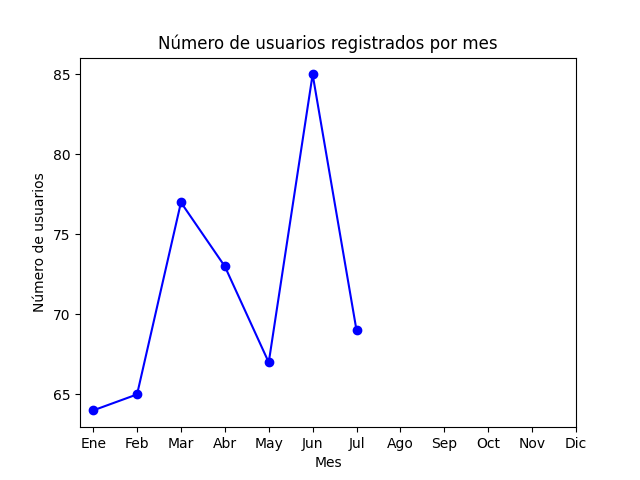 Número de usuarios registrados por mes
85
80
75
70
65
Número de usuarios
Ene Feb Mar Abr May Jun Jul Ago Sep Oct Nov Dic
Mes